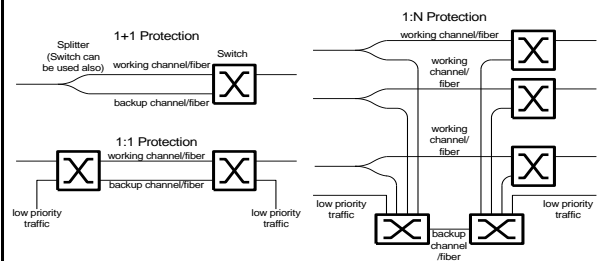 1+1 Protection
Splitter
(Switch can
be used also)
working channel/fiber
Switch
backup channel/fiber
1:1 Protection
working channel/fiber
backup channel/fiber
low priority
traffic
low priority
traffic
1:N Protection
working channel/fiber
working
channel/
fiber
working
channel/
fiber
low priority
traffic
low priority
traffic
backup
channel
/fiber